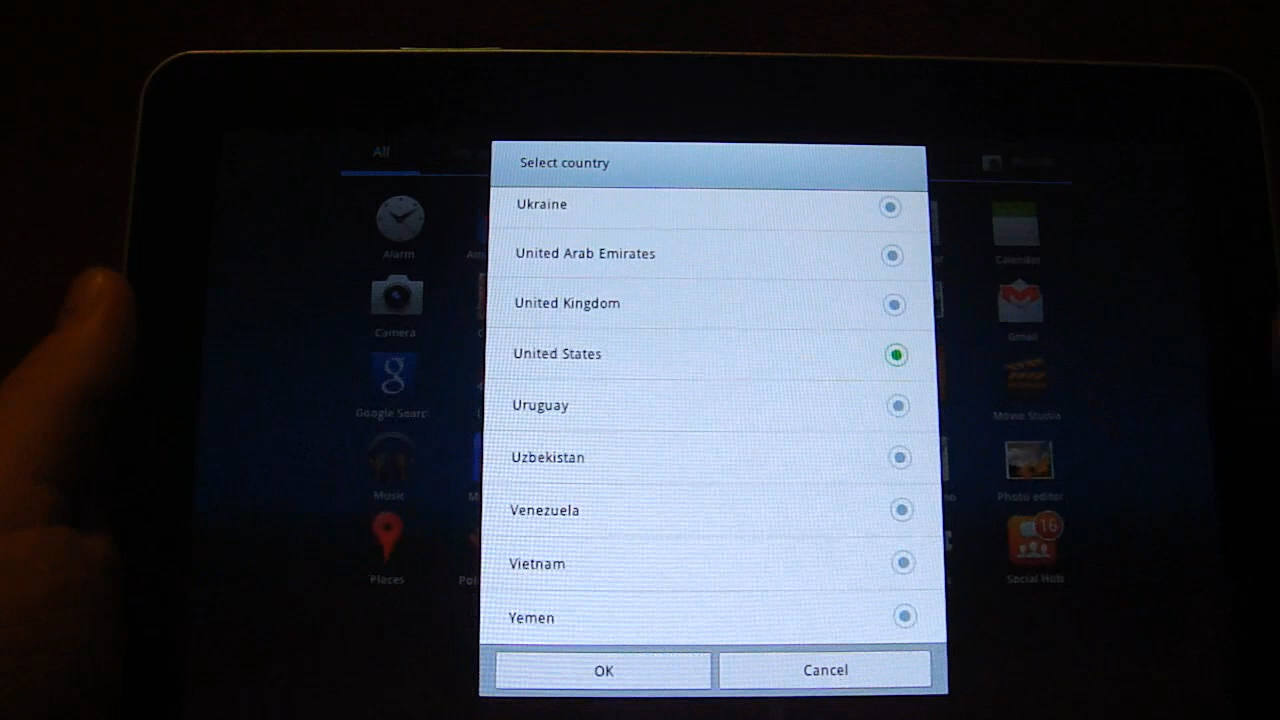 All
Select country
Ukraine
United Arab Emirates
United Kingdom
United States
Uruguay
Uzbekistan
Venezuela
Vietnam
Yemen
OK
Cancel
Alarm
Calendar
Camera
Gmail
Google Search
Movie Studio
Music
Photo editor
16
Places
Social Hub